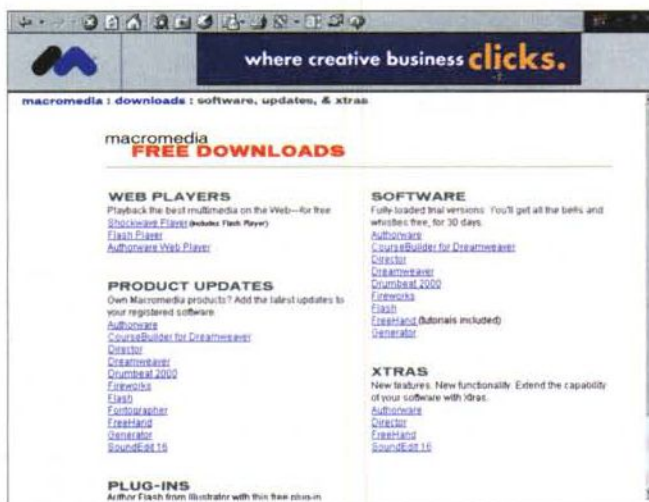 where creative business clicks.
macromedia : downloads : software, updates, & xtras
macromedia
FREE DOWNLOADS
WEB PLAYERS
Playback the best multimedia on the Web—for free
Shockwave Player (includes Flash Player)
Flash Player
Authorware Web Player
PRODUCT UPDATES
Own Macromedia products? Add the latest updates to
your registered software.
Authorware
CourseBuilder for Dreamweaver
Director
Dreamweaver
Drumbeat 2000
Fireworks
Flash
Fontographer
FreeHand
Generator
SoundEdit 16
PLUG-INS
Author Flash from Illustrator with this free plug-in
SOFTWARE
Fully-loaded trial versions. You'll get all the bells and
whistles free, for 30 days.
Authorware
CourseBuilder for Dreamweaver
Director
Dreamweaver
Drumbeat 2000
Fireworks
Flash
FreeHand (tutorials included)
Generator
XTRAS
New features. New functionality. Extend the capability
of your software with Xtras.
Authorware
Director
FreeHand
SoundEdit 16